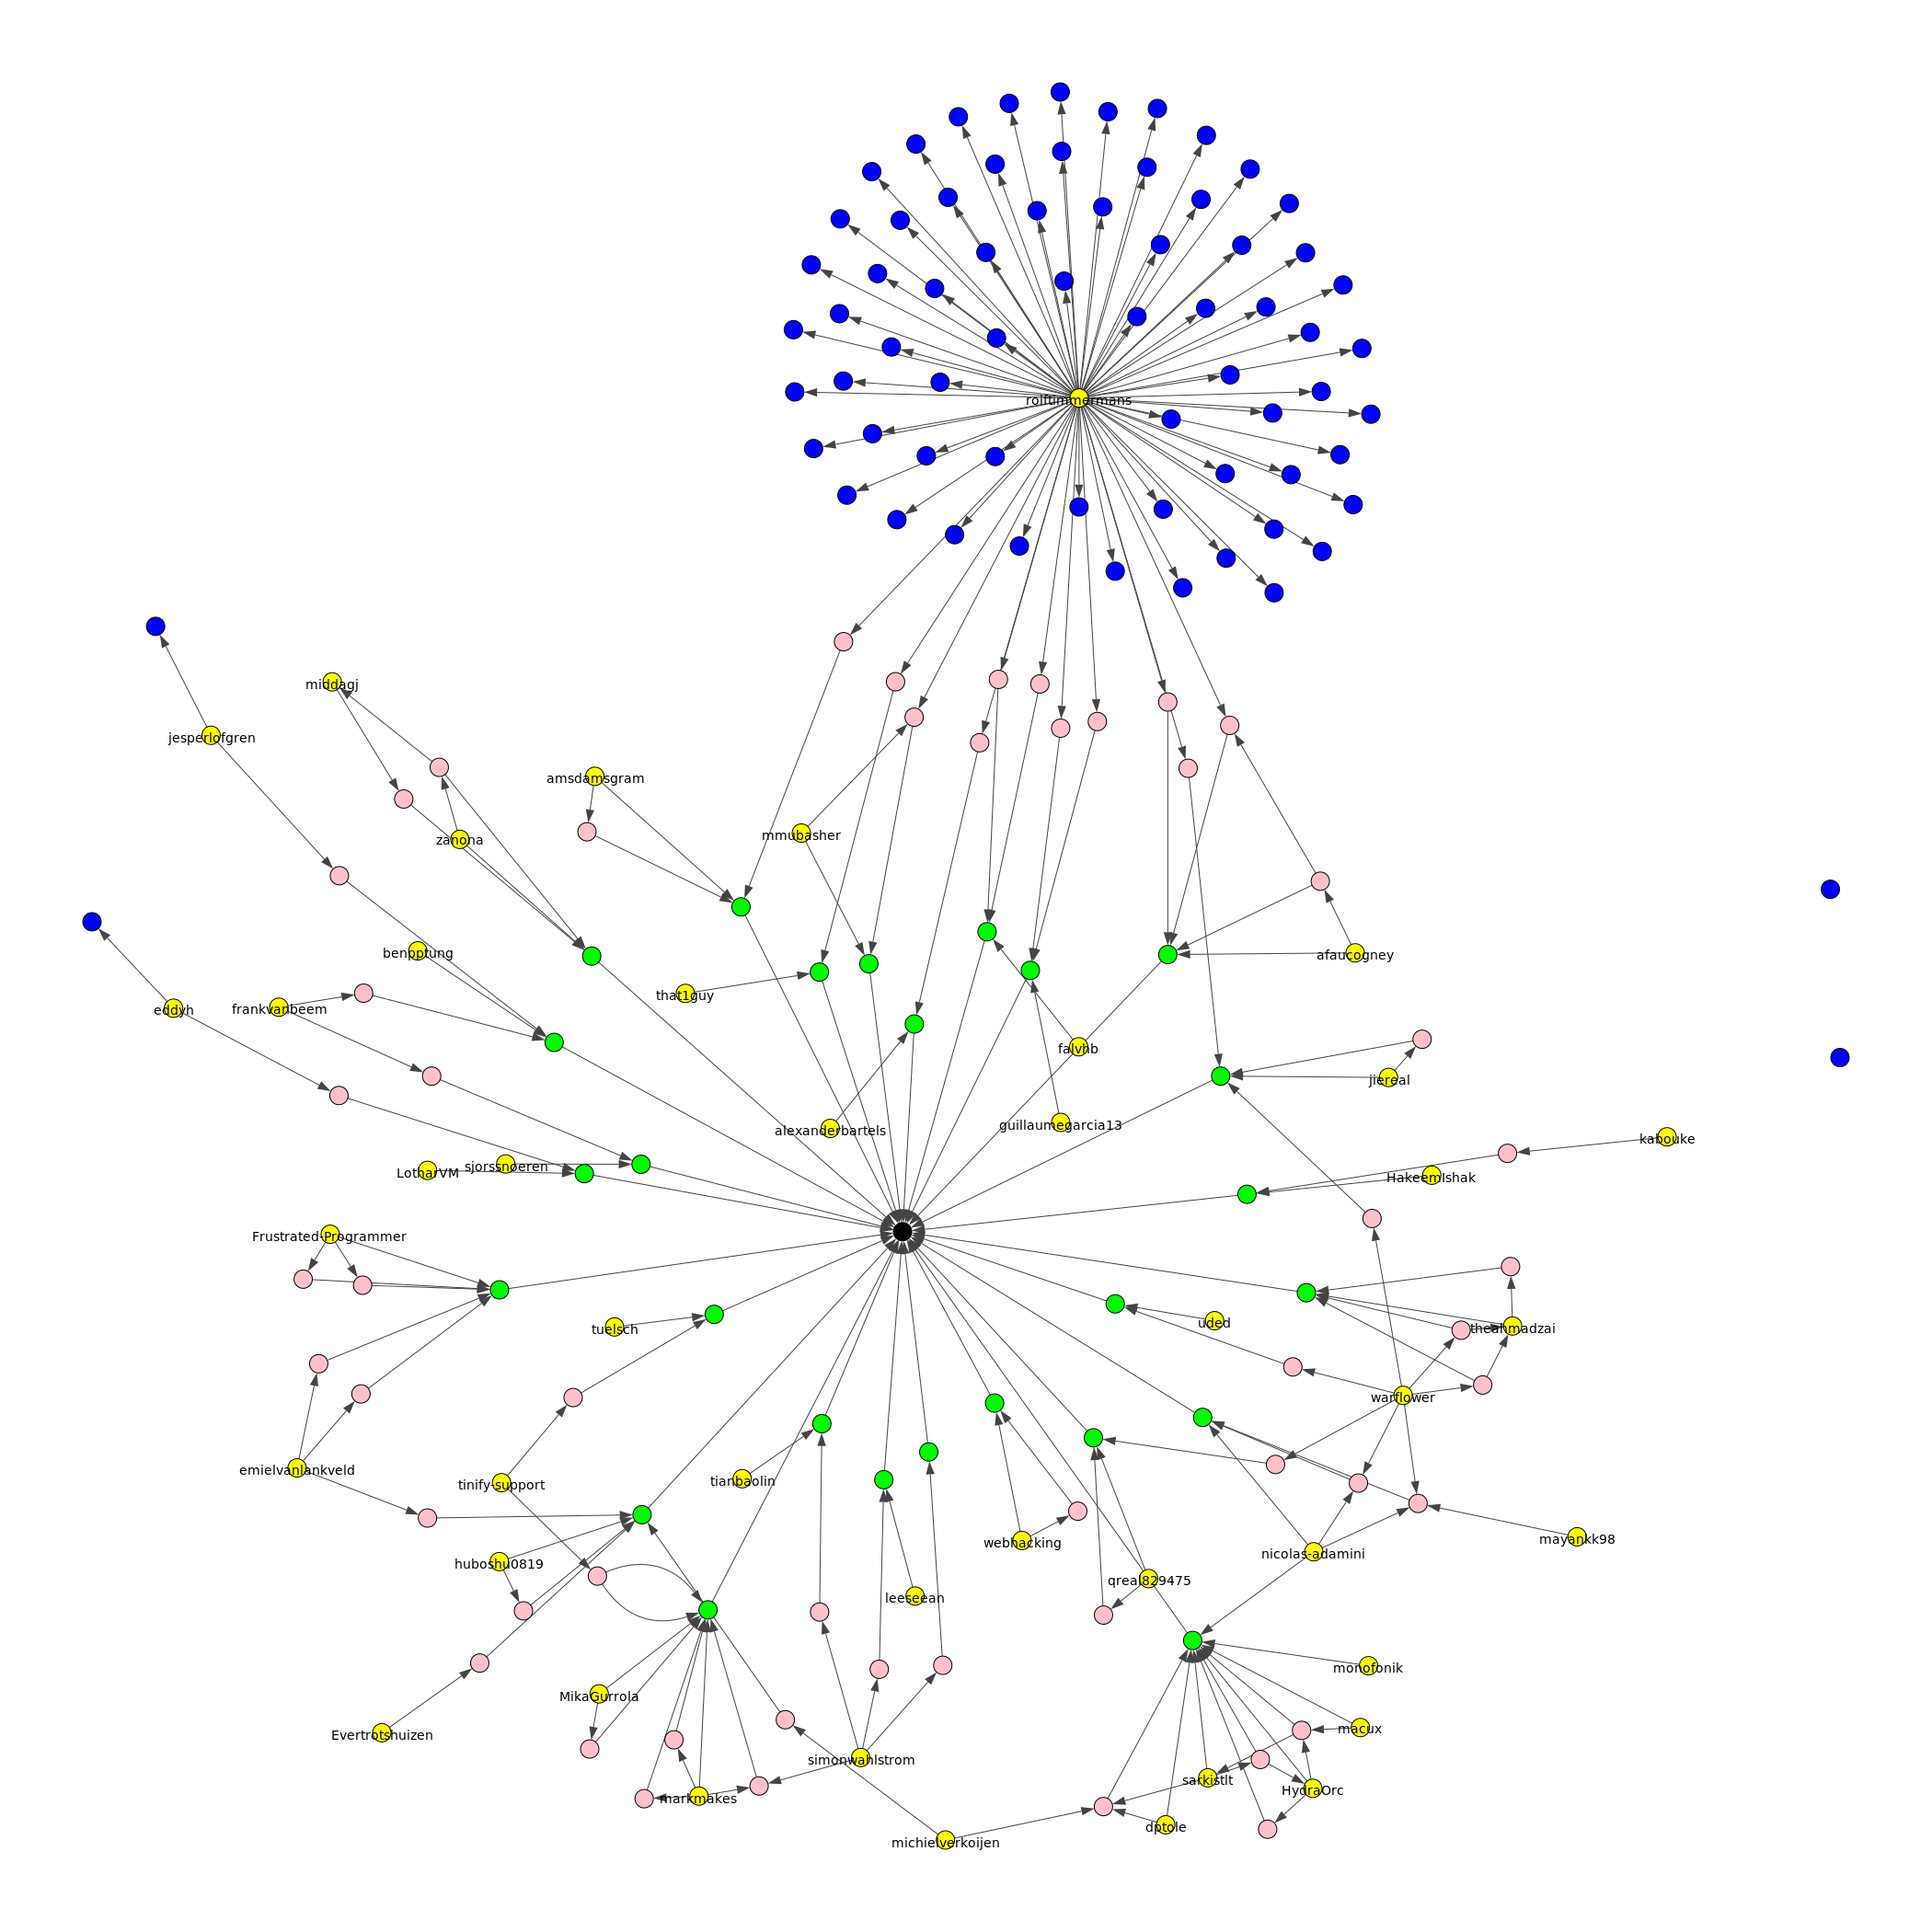 rolftimmermans
middagj
jesperlofgren
amsdamsgram
mmubasher
zanona
benpptung
afaucogney
that1guy
eddyh
frankvanbeem
falvhb
jiereal
guillaumegarcia13
alexanderbartels
kabouke
sjorssnoeren
LotharVM
HakeemIshak
Frustrated-Programmer
uded
tuelsch
theahmadzai
warflower
emielvanlankveld
tinify-support
tianbaolin
webhacking
mayankk98
nicolas-adamini
huboshu0819
qreal829475
leeseean
monofonik
MikaGurrola
macux
Evertrotshuizen
simonwahlstrom
sarkistlt
HydraOrc
markmakes
dptole
michielverkoijen